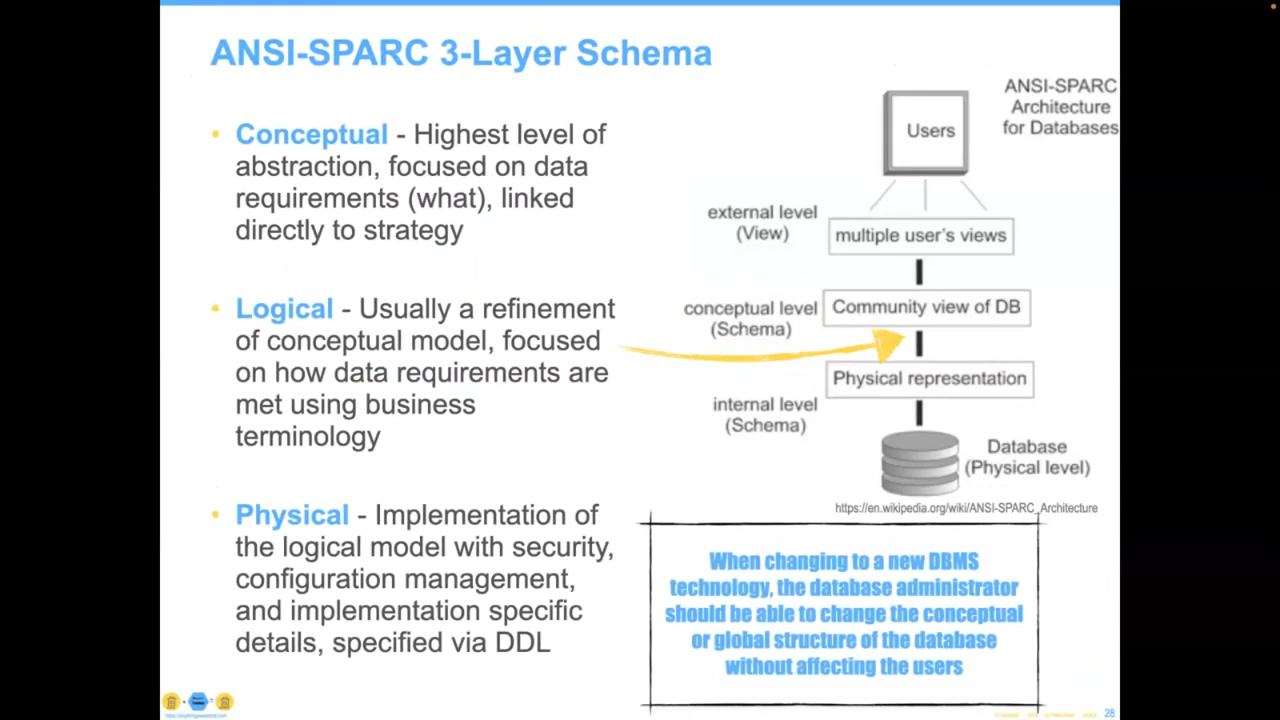 ANSI-SPARC 3-Layer Schema
• Conceptual - Highest level of
abstraction, focused on data
requirements (what), linked
directly to strategy
• Logical - Usually a refinement
of conceptual model, focused
on how data requirements are
met using business
terminology
• Physical - Implementation of
the logical model with security,
configuration management,
and implementation specific
details, specified via DDL
ANSI-SPARC
Architecture
for Databases
Users
external level
(View)
multiple user's views
conceptual level
(Schema)
Community view of DB
Physical representation
internal level
(Schema)
Database
(Physical level)
https://en.wikipedia.org/wiki/ANSI-SPARC_Architecture
When changing to a new DBMS
technology, the database administrator
should be able to change the conceptual
or global structure of the database
without affecting the users
28